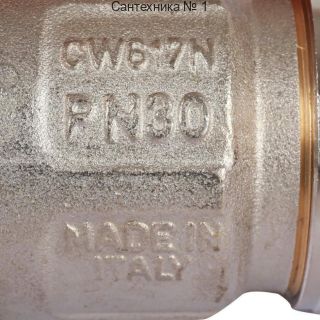 Сантехника № 1
CW617N
PN30
MADE IN
ITALY